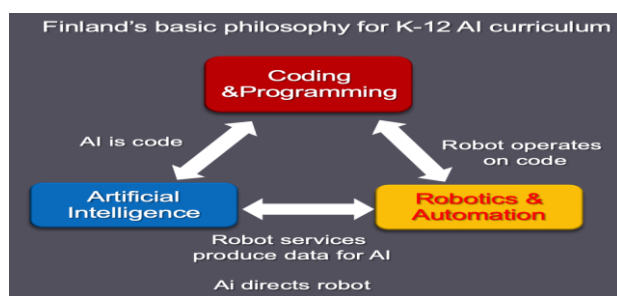 Finland's basic philosophy for K-12 AI curriculum
Coding
&Programming
AI is code
Robot operates
on code
Artificial
Intelligence
Robotics &
Automation
Robot services
produce data for AI
Ai directs robot